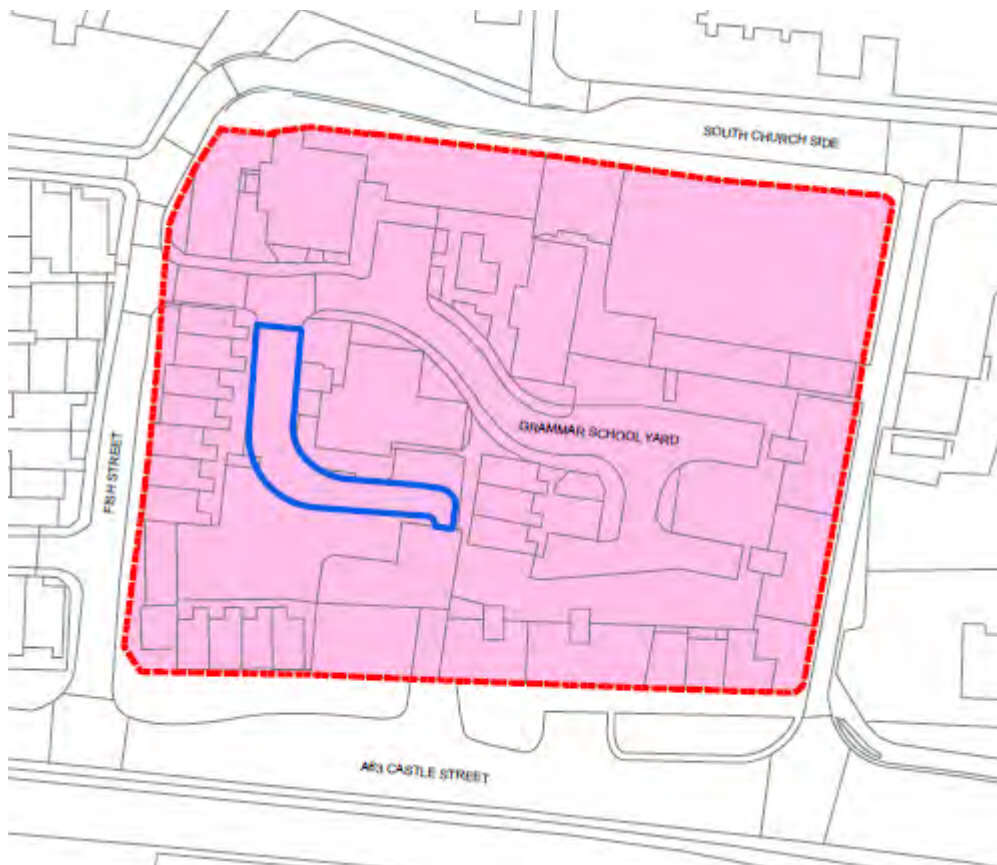 SOUTH CHURCH SIDE
GRAMMAR SCHOOL YARD
FISH STREET
A63 CASTLE STREET